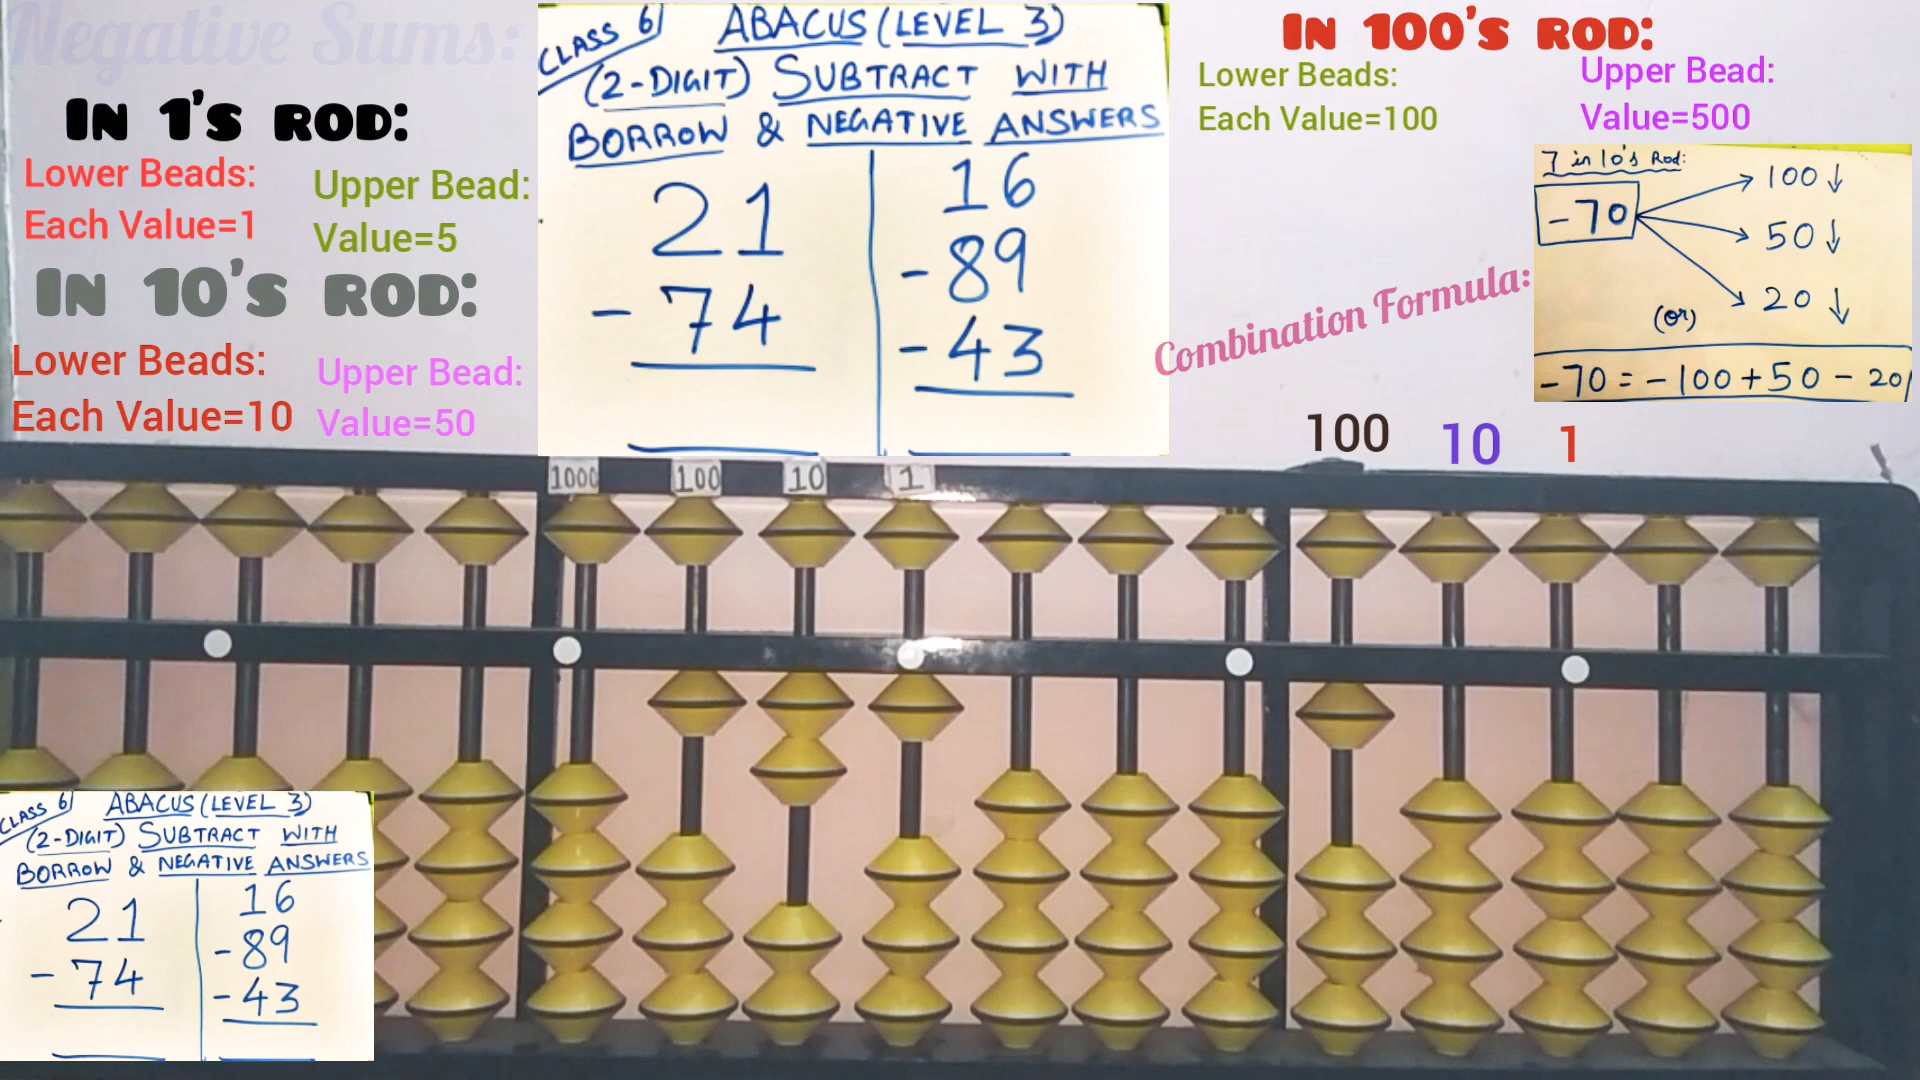 Negative Sums:
In 1's rod:
Lower Beads:
Each Value=1
Upper Bead:
Value=5
In 10's rod:
Lower Beads:
Each Value=10
Upper Bead:
Value=50
CLASS 6
ABACUS (LEVEL 3)
(2-DIGIT) SUBTRACT WITH
BORROW & NEGATIVE ANSWERS
21
- 74
16
- 89
- 43
In 100's rod:
Lower Beads:
Each Value=100
Upper Bead:
Value=500
7 in 10's Rod:
-70
100 ↓
50 ↓
20 ↓
(or)
-70 = -100 + 50 - 20
Combination Formula:
100 10 1
1000 100 10 1
CLASS 6
ABACUS (LEVEL 3)
(2-DIGIT) SUBTRACT WITH
BORROW & NEGATIVE ANSWERS
21
- 74
16
- 89
- 43